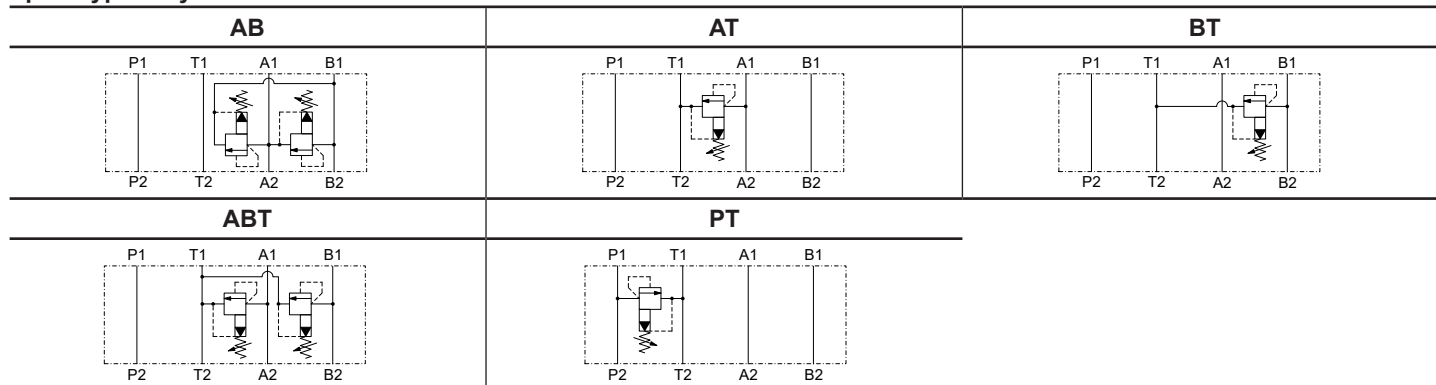 AB AT BT
P1 T1 A1 B1 P1 T1 A1 B1 P1 T1 A1 B1
P2 T2 A2 B2 P2 T2 A2 B2 P2 T2 A2 B2
ABT PT
P1 T1 A1 B1 P1 T1 A1 B1
P2 T2 A2 B2 P2 T2 A2 B2